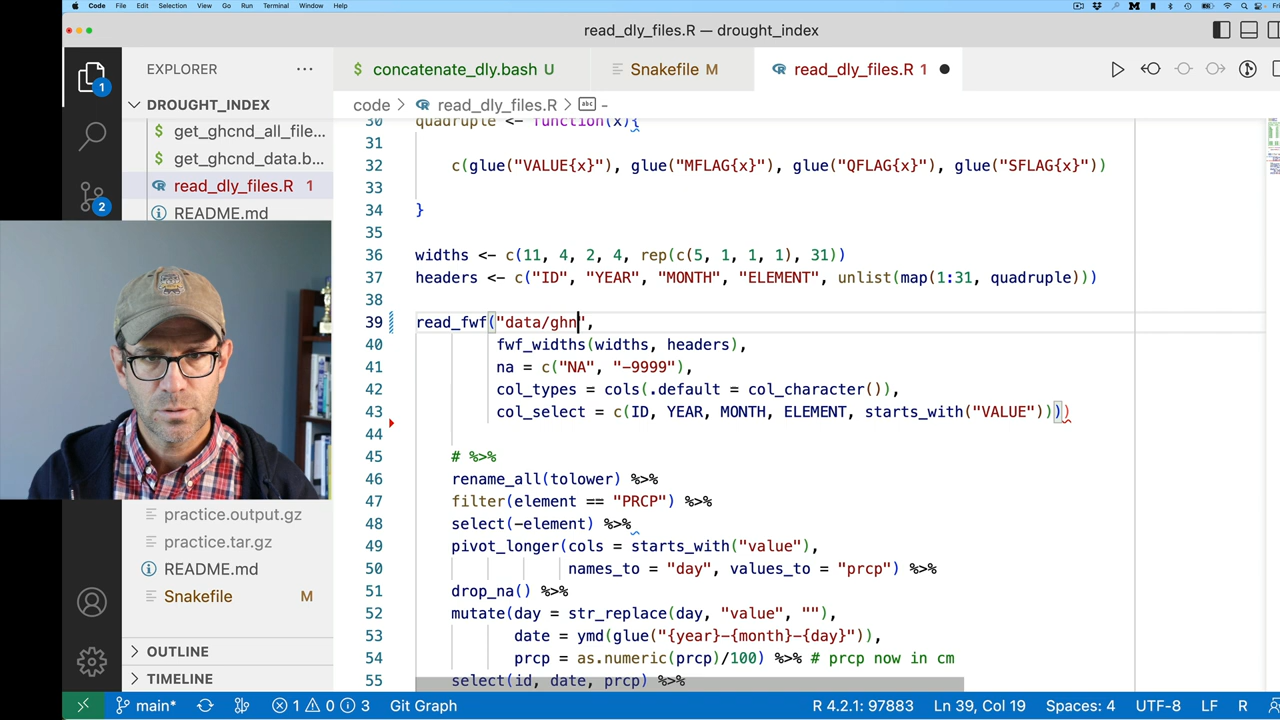 Code File Edit Selection View Go Run Terminal Window Help
read_dly_files.R — drought_index
EXPLORER
$ concatenate_dly.bash U
Snakefile M
read_dly_files.R 1
DROUGHT_INDEX
code > read_dly_files.R > abc -
$ get_ghcnd_all_file...
$ get_ghcnd_data.b...
read_dly_files.R 1
README.md
1
2
30 quadruple <- function(x){
31
32 c(glue("VALUE{x}"), glue("MFLAG{x}"), glue("QFLAG{x}"), glue("SFLAG{x}"))
33
34 }
35
36 widths <- c(11, 4, 2, 4, rep(c(5, 1, 1, 1), 31))
37 headers <- c("ID", "YEAR", "MONTH", "ELEMENT", unlist(map(1:31, quadruple)))
38
39 read_fwf("data/ghn",
40 fwf_widths(widths, headers),
41 na = c("NA", "-9999"),
42 col_types = cols(.default = col_character()),
43 col_select = c(ID, YEAR, MONTH, ELEMENT, starts_with("VALUE"))))
44
45 # %>%
46 rename_all(tolower) %>%
47 filter(element == "PRCP") %>%
48 select(-element) %>%
49 pivot_longer(cols = starts_with("value"),
50 names_to = "day", values_to = "prcp") %>%
51 drop_na() %>%
52 mutate(day = str_replace(day, "value", ""),
53 date = ymd(glue("{year}-{month}-{day}")),
54 prcp = as.numeric(prcp)/100) %>% # prcp now in cm
55 select(id, date, prcp) %>%
practice.output.gz
practice.tar.gz
README.md
Snakefile M
OUTLINE
TIMELINE
main* 1 0 3 Git Graph R 4.2.1: 97883 Ln 39, Col 19 Spaces: 4 UTF-8 LF R